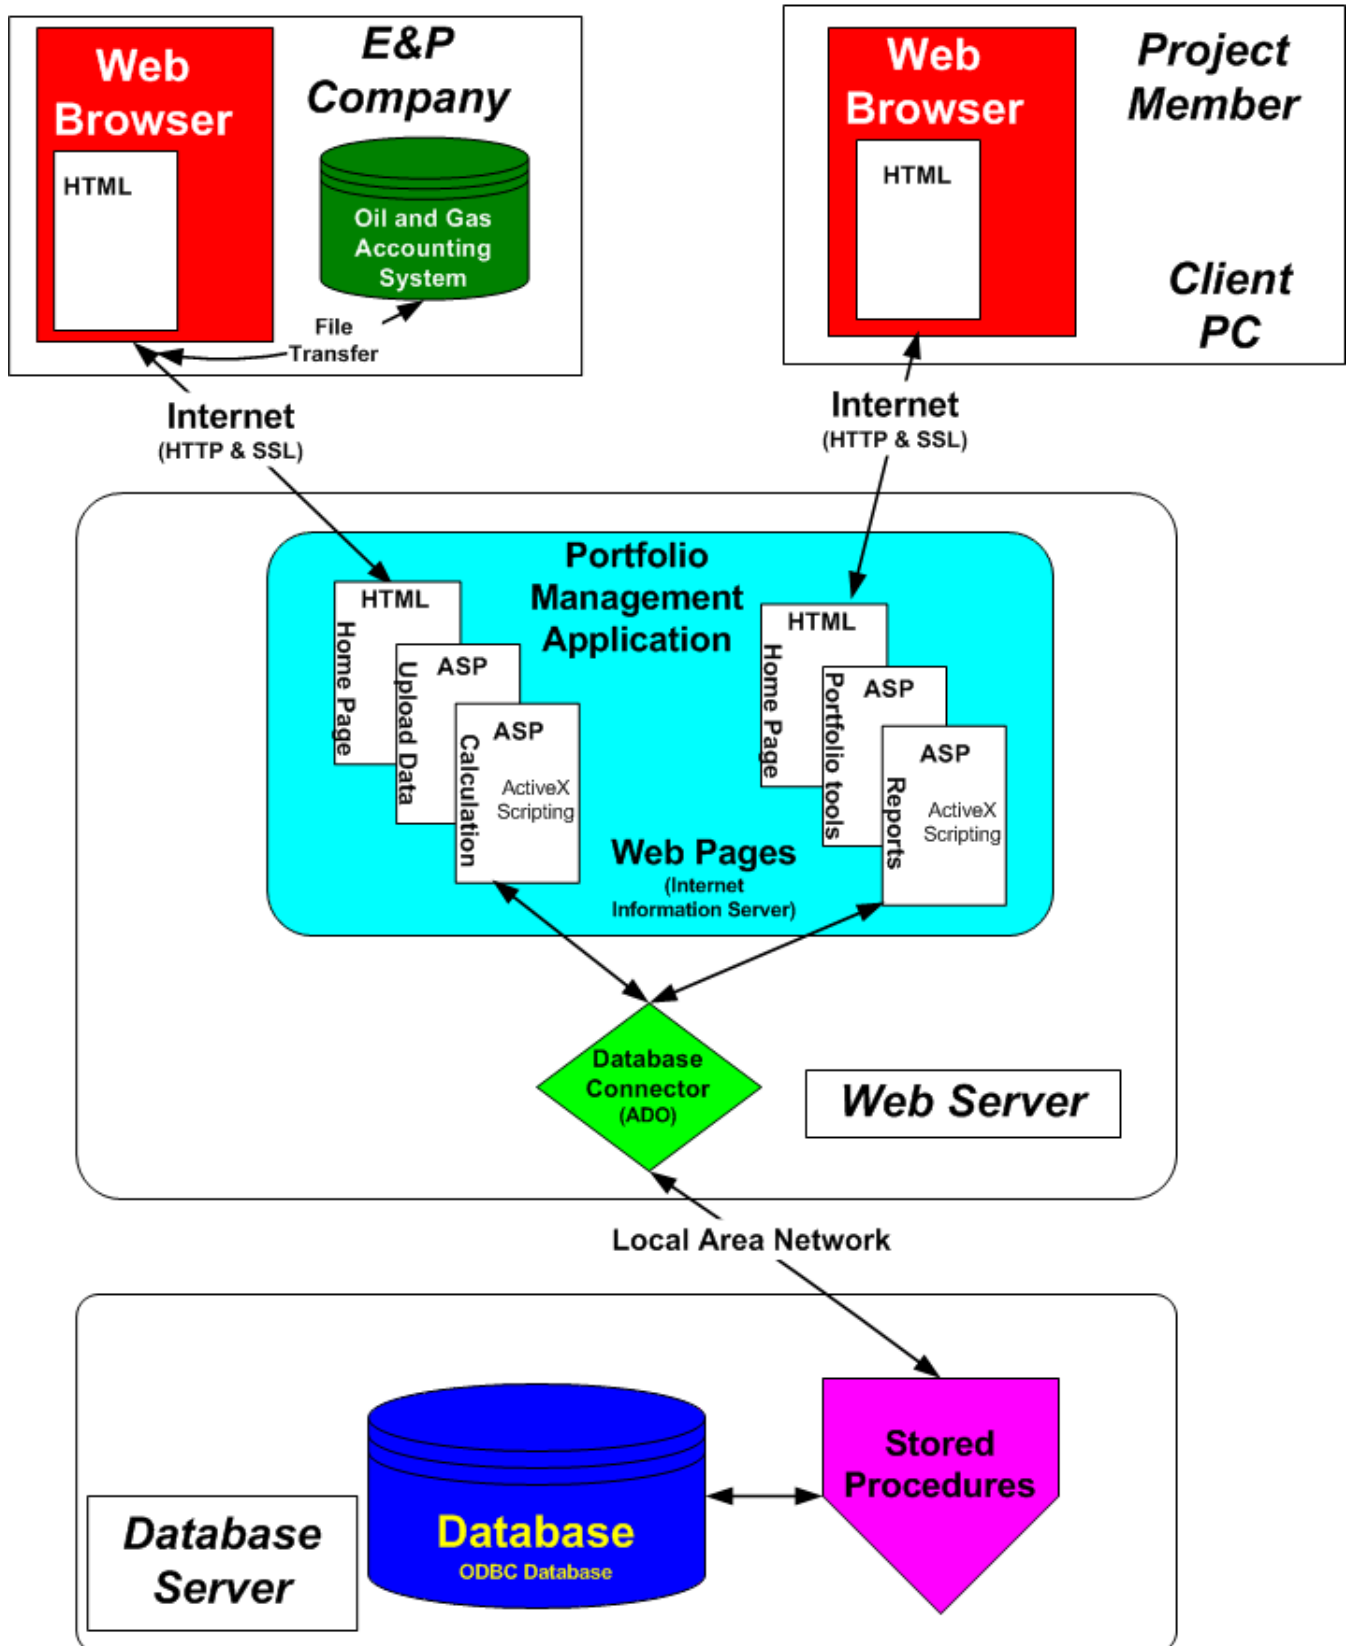 E&P
Company
Web
Browser
HTML
Oil and Gas
Accounting
System
File
Transfer
Project
Member
Web
Browser
HTML
Client
PC
Internet
(HTTP & SSL)
Internet
(HTTP & SSL)
Portfolio
Management
Application
HTML
Home Page
ASP
Upload Data
ASP
Calculation
ActiveX
Scripting
HTML
Home Page
ASP
Portfolio tools
ASP
Reports
ActiveX
Scripting
Web Pages
(Internet
Information Server)
Database
Connector
(ADO)
Web Server
Local Area Network
Stored
Procedures
Database
ODBC Database
Database
Server